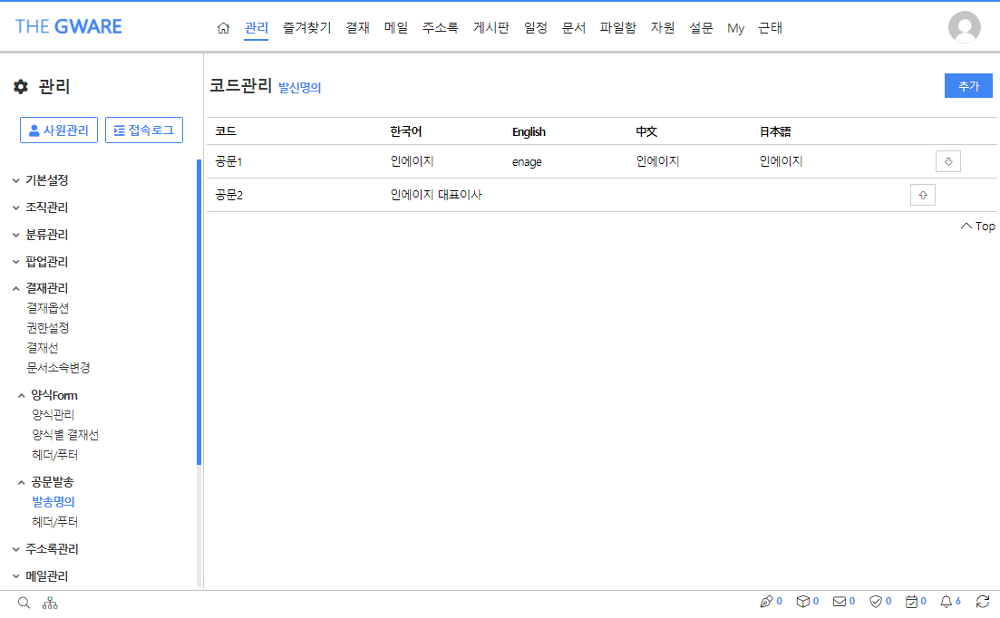 THE GWARE
관리 즐겨찾기 결재 메일 주소록 게시판 일정 문서 파일함 자원 설문 My 근태
관리
사원관리 접속로그
기본설정
조직관리
분류관리
팝업관리
결재관리
결재옵션
권한설정
결재선
문서소속변경
양식Form
양식관리
양식별 결재선
헤더/푸터
공문발송
발송명의
헤더/푸터
주소록관리
메일관리
코드관리 발신명의
추가
코드 한국어 English 中文 日本語
공문1 인에이지 enage 인에이지 인에이지
공문2 인에이지 대표이사
Top
0 0 0 0 0 6